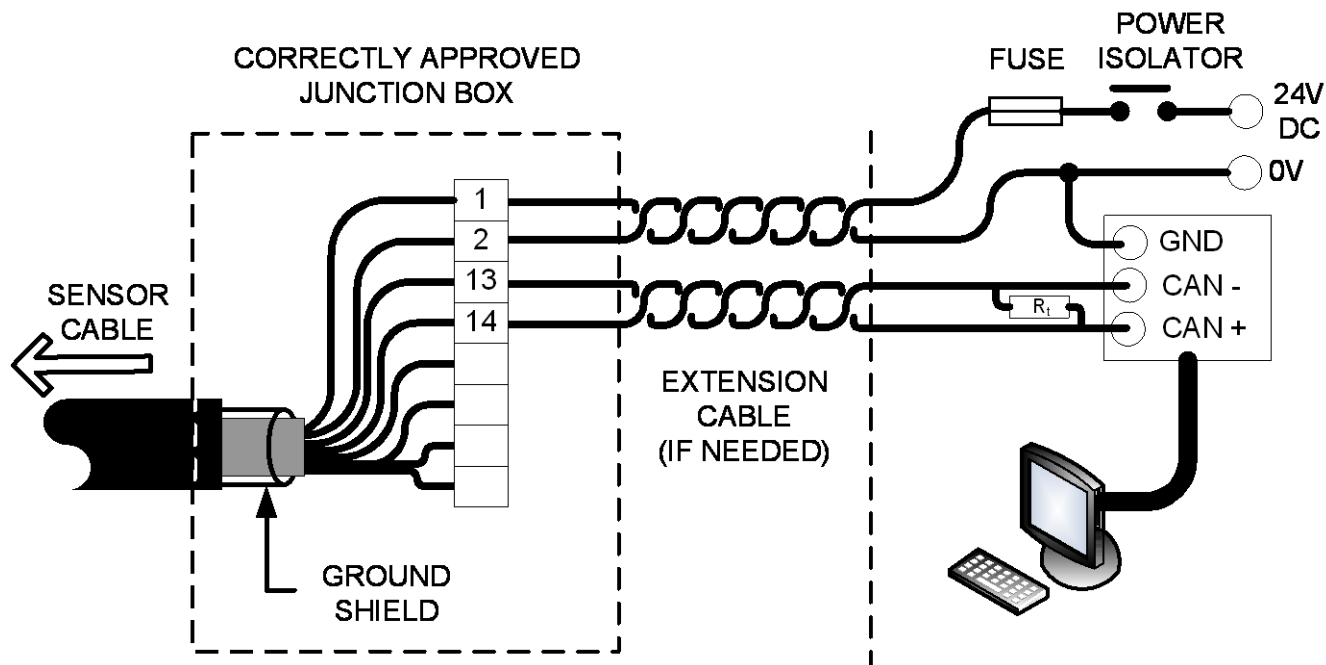 CORRECTLY APPROVED
JUNCTION BOX
FUSE
POWER
ISOLATOR
24V
DC
0V
1
2
13
14
GND
CAN -
CAN +
Rt
SENSOR
CABLE
EXTENSION
CABLE
(IF NEEDED)
GROUND
SHIELD